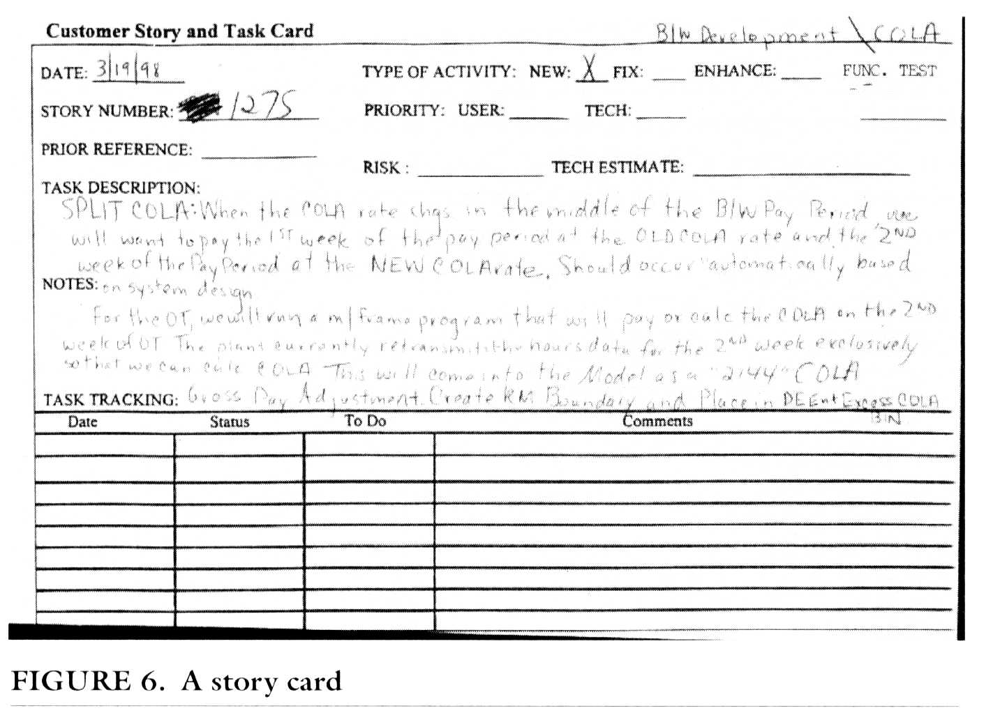 Customer Story and Task Card B/W Development \ COLA
DATE: 3/19/98 TYPE OF ACTIVITY: NEW: X FIX: ENHANCE: FUNC. TEST
STORY NUMBER: 1275 PRIORITY: USER: TECH:
PRIOR REFERENCE:
RISK : TECH ESTIMATE:
TASK DESCRIPTION:
SPLIT COLA: When the COLA rate chgs in the middle of the B/W Pay Period, we
will want to pay the 1ST week of the pay period at the OLD COLA rate and the 2ND
week of the Pay Period at the NEW COLA rate. Should occur automatically based
NOTES: on system design
For the OT, we will run a m/frame program that will pay or calc the COLA on the 2ND
week of OT The plant currently retransmits the hours data for the 2ND week exclusively
so that we can calc COLA This will come into the Model as a "2144" COLA
TASK TRACKING: Gross Pay Adjustment. Create RM Boundary and Place in DEEnt Excess COLA
BIN
Date Status To Do Comments
FIGURE 6. A story card